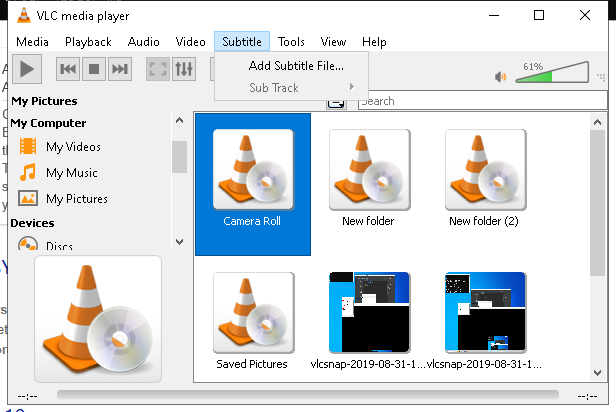 VLC media player
Media Playback Audio Video Subtitle Tools View Help
Add Subtitle File...
Sub Track
61%
My Pictures
Search
My Computer
My Videos
My Music
My Pictures
Devices
Discs
Camera Roll
New folder
New folder (2)
Saved Pictures
vlcsnap-2019-08-31-1...
vlcsnap-2019-08-31-1...
--:--
--:--